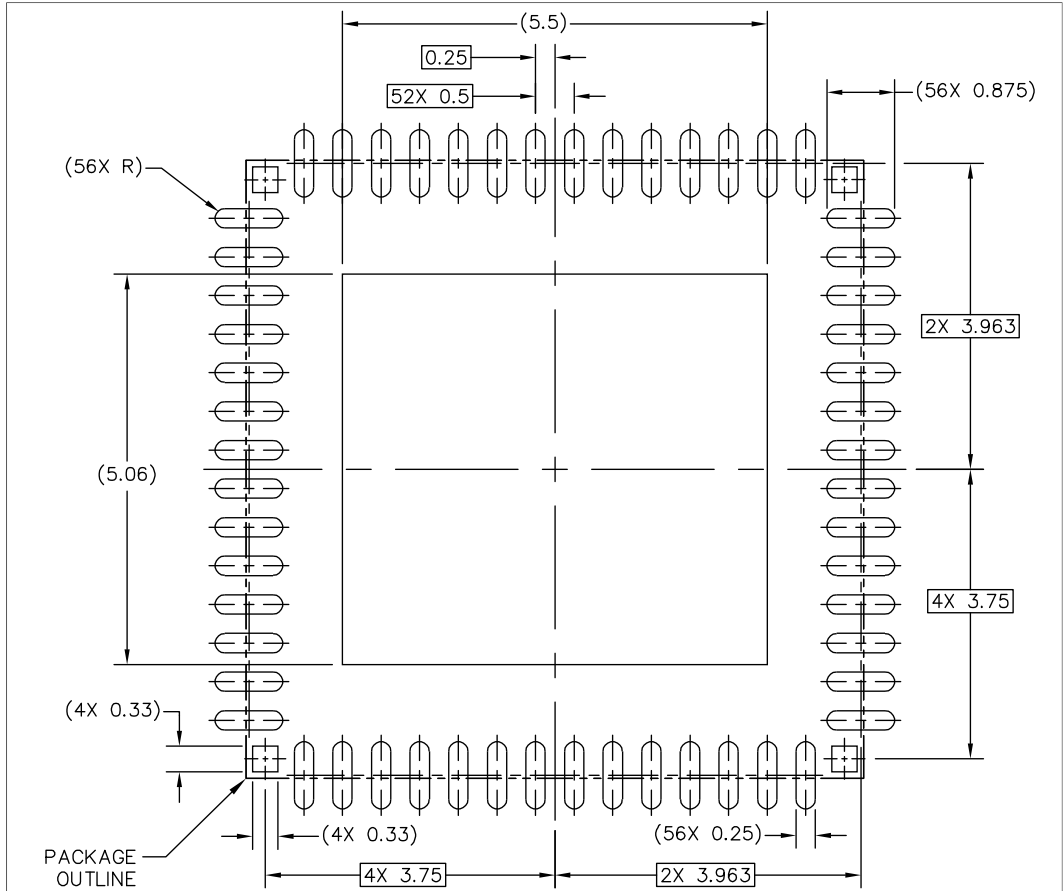 (5.5)
0.25
52X 0.5
(56X 0.875)
(56X R)
2X 3.963
(5.06)
4X 3.75
(4X 0.33)
(4X 0.33)
(56X 0.25)
PACKAGE
OUTLINE
4X 3.75
2X 3.963